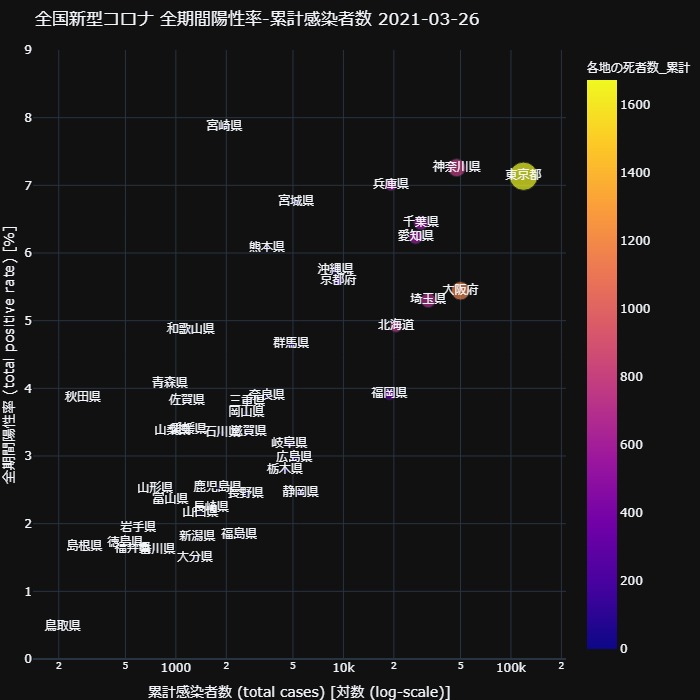 全国新型コロナ 全期間陽性率-累計感染者数 2021-03-26
各地の死者数_累計
9
8
7
6
5
4
3
2
1
0
全期間陽性率 (total positive rate) [%]
宮崎県
神奈川県
東京都
兵庫県
宮城県
千葉県
愛知県
熊本県
沖縄県
京都府
大阪府
埼玉県
北海道
和歌山県
群馬県
青森県
福岡県
秋田県
奈良県
佐賀県
三重県
岡山県
山梨県
愛媛県
石川県
滋賀県
岐阜県
広島県
栃木県
山形県
鹿児島県
長野県
静岡県
富山県
長崎県
山口県
岩手県
新潟県
福島県
徳島県
島根県
福井県
香川県
大分県
鳥取県
2
5
1000
2
5
10k
2
5
100k
2
累計感染者数 (total cases) [対数 (log-scale)]
1600
1400
1200
1000
800
600
400
200
0